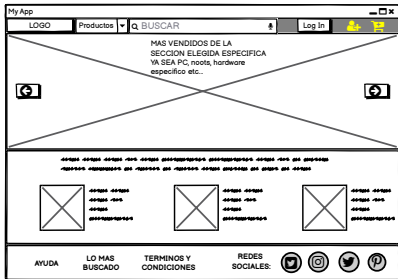 My App
LOGO Productos BUSCAR Log In
MAS VENDIDOS DE LA
SECCION ELEGIDA ESPECIFICA
YA SEA PC, noots, hardware
especifico etc..
AYUDA
LO MAS
BUSCADO
TERMINOS Y
CONDICIONES
REDES
SOCIALES: